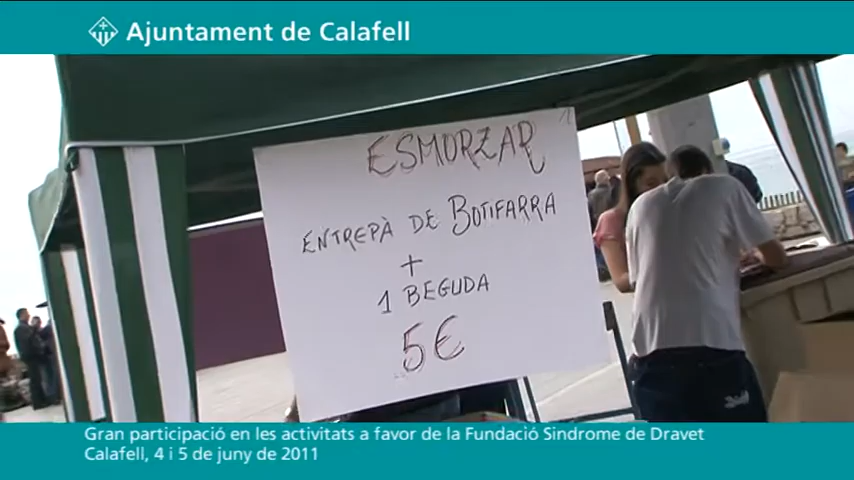 Ajuntament de Calafell
ESMORZAR
ENTREPÀ DE BOTIFARRA
+
1 BEGUDA
5€
Gran participació en les activitats a favor de la Fundació Sindrome de Dravet
Calafell, 4 i 5 de juny de 2011